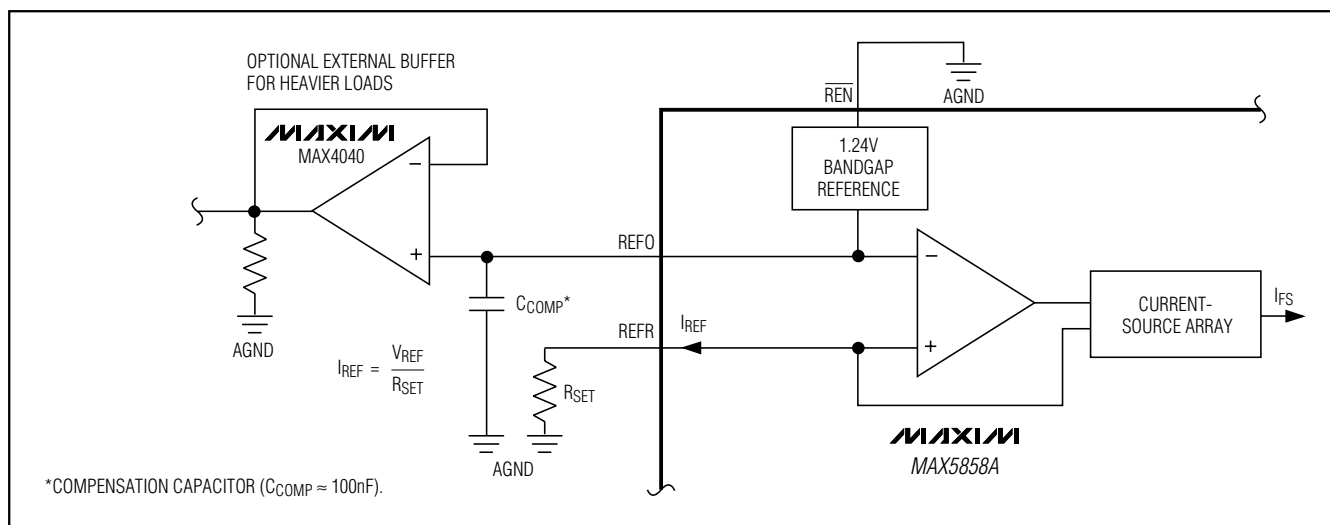 OPTIONAL EXTERNAL BUFFER
FOR HEAVIER LOADS
MAXIM
MAX4040
−
+
AGND
REN
AGND
1.24V
BANDGAP
REFERENCE
REFO
CCOMP*
REFR
IREF
IREF = VREF
RSET
RSET
AGND
−
+
CURRENT-
SOURCE ARRAY
IFS
MAXIM
MAX5858A
*COMPENSATION CAPACITOR (CCOMP ≈ 100nF).